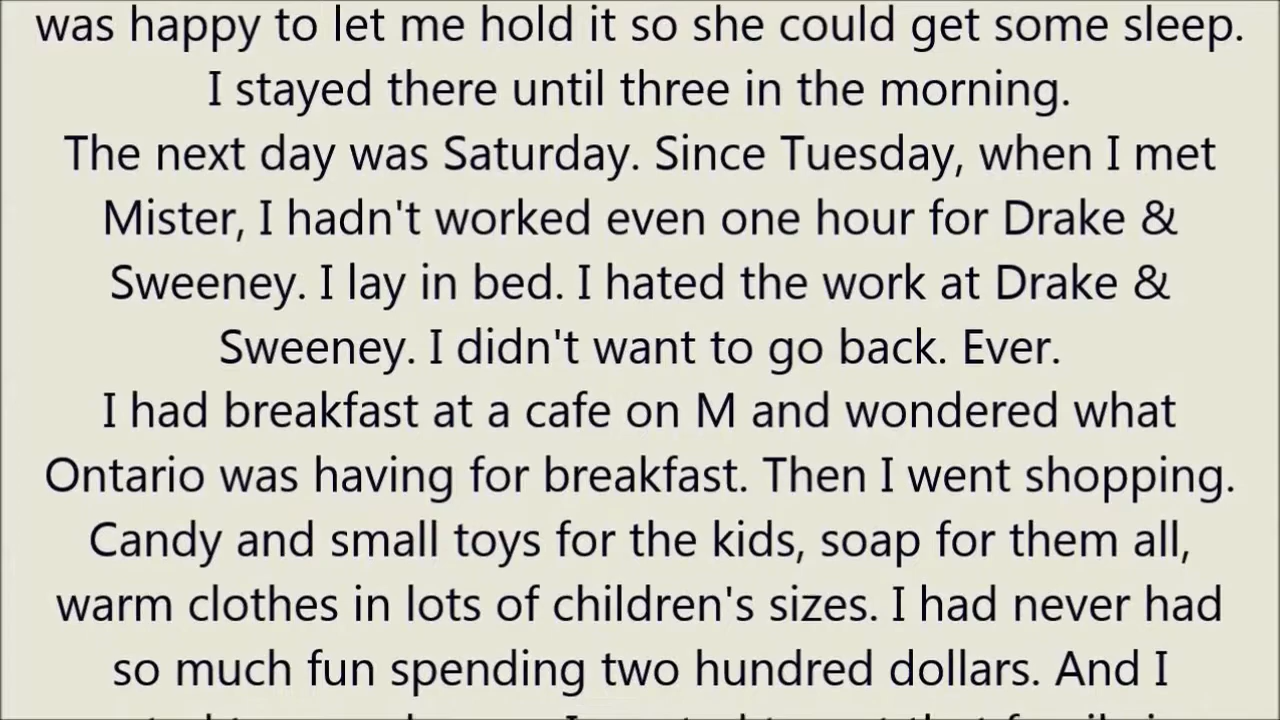 was happy to let me hold it so she could get some sleep.
I stayed there until three in the morning.
The next day was Saturday. Since Tuesday, when I met
Mister, I hadn't worked even one hour for Drake &
Sweeney. I lay in bed. I hated the work at Drake &
Sweeney. I didn't want to go back. Ever.
I had breakfast at a cafe on M and wondered what
Ontario was having for breakfast. Then I went shopping.
Candy and small toys for the kids, soap for them all,
warm clothes in lots of children's sizes. I had never had
so much fun spending two hundred dollars. And I